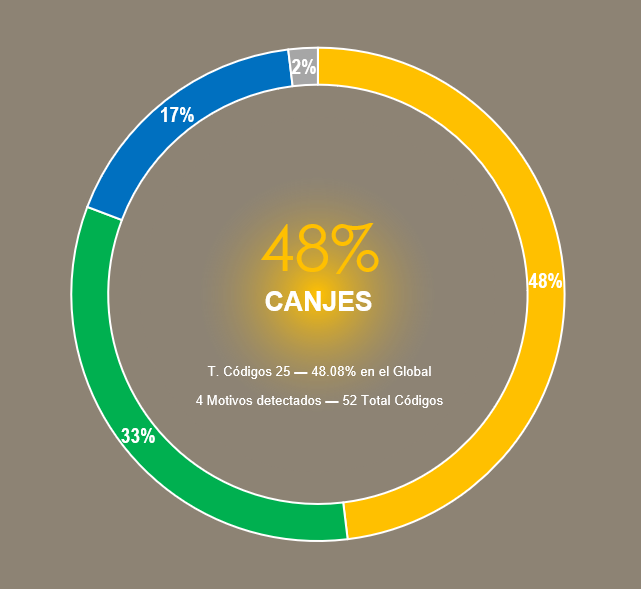 2%
17%
48%
CANJES
48%
T. Códigos 25 — 48.08% en el Global
4 Motivos detectados — 52 Total Códigos
33%